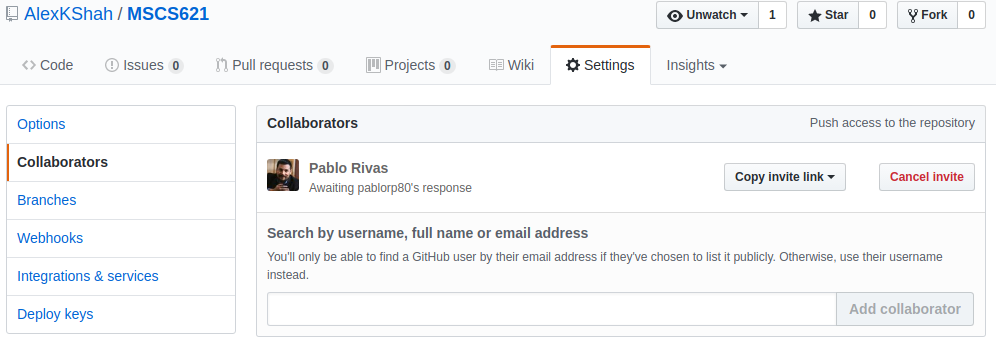 AlexKShah / MSCS621
Unwatch 1 Star 0 Fork 0
Code Issues 0 Pull requests 0 Projects 0 Wiki Settings Insights
Options
Collaborators
Branches
Webhooks
Integrations & services
Deploy keys
Collaborators Push access to the repository
Pablo Rivas
Awaiting pablorp80's response
Copy invite link Cancel invite
Search by username, full name or email address
You'll only be able to find a GitHub user by their email address if they've chosen to list it publicly. Otherwise, use their username
instead.
Add collaborator